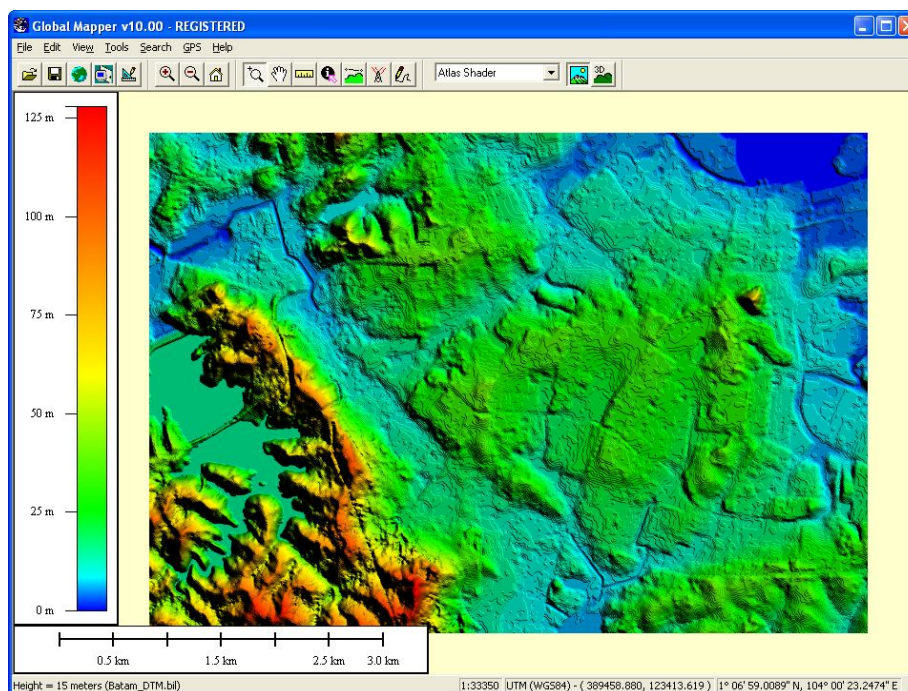 Global Mapper v10.00 - REGISTERED
File Edit View Tools Search GPS Help
Atlas Shader
3D
125 m
100 m
75 m
50 m
25 m
0 m
0.5 km 1.5 km 2.5 km 3.0 km
Height = 15 meters (Batam_DTM.bil) 1:33350 UTM (WGS84) - ( 389458.880, 123413.619 ) 1° 06' 59.0089" N, 104° 00' 23.2474" E